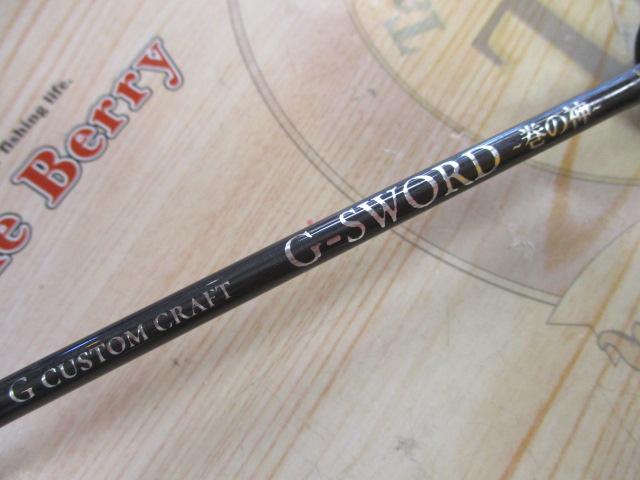 fishing life.
Berry
G CUSTOM CRAFT G-SWORD ~巻の神~